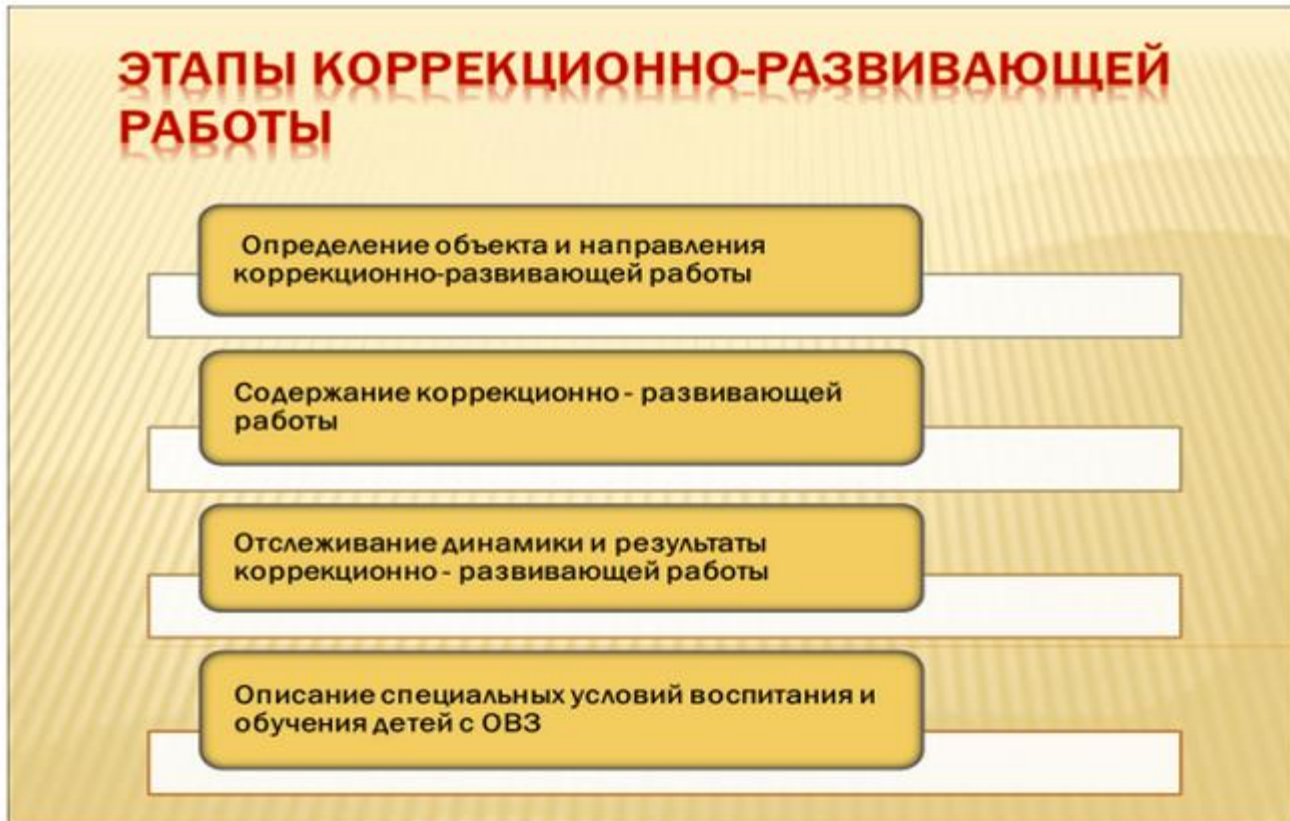 ЭТАПЫ КОРРЕКЦИОННО-РАЗВИВАЮЩЕЙ
РАБОТЫ
Определение объекта и направления
коррекционно-развивающей работы
Содержание коррекционно - развивающей
работы
Отслеживание динамики и результаты
коррекционно - развивающей работы
Описание специальных условий воспитания и
обучения детей с ОВЗ